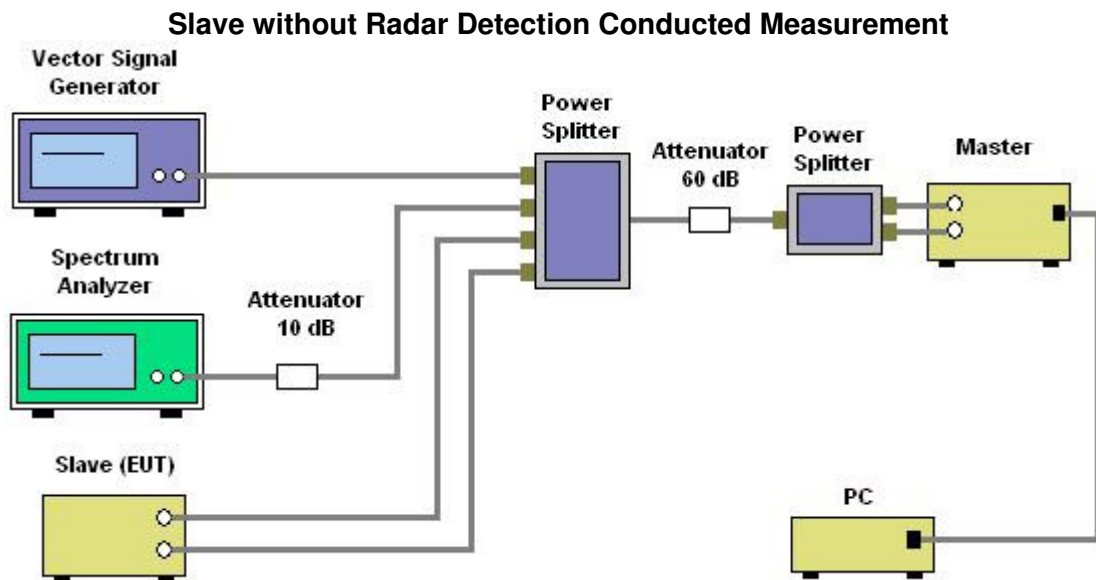 Slave without Radar Detection Conducted Measurement
Vector Signal
Generator
Power
Splitter
Attenuator
60 dB
Power
Splitter
Master
Spectrum
Analyzer
Attenuator
10 dB
Slave (EUT)
PC